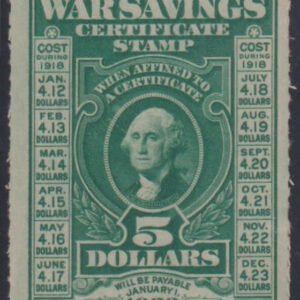 WAR SAVINGS
CERTIFICATE
STAMP
COST
DURING
1918
JAN.
4.12
DOLLARS
FEB.
4.13
DOLLARS
MAR.
4.14
DOLLARS
APR.
4.15
DOLLARS
MAY
4.16
DOLLARS
JUNE
4.17
DOLLARS
WHEN AFFIXED TO
A CERTIFICATE
5
DOLLARS
WILL BE PAYABLE
JANUARY 1,
COST
DURING
1918
JULY
4.18
DOLLARS
AUG.
4.19
DOLLARS
SEPT.
4.20
DOLLARS
OCT.
4.21
DOLLARS
NOV.
4.22
DOLLARS
DEC.
4.23
DOLLARS